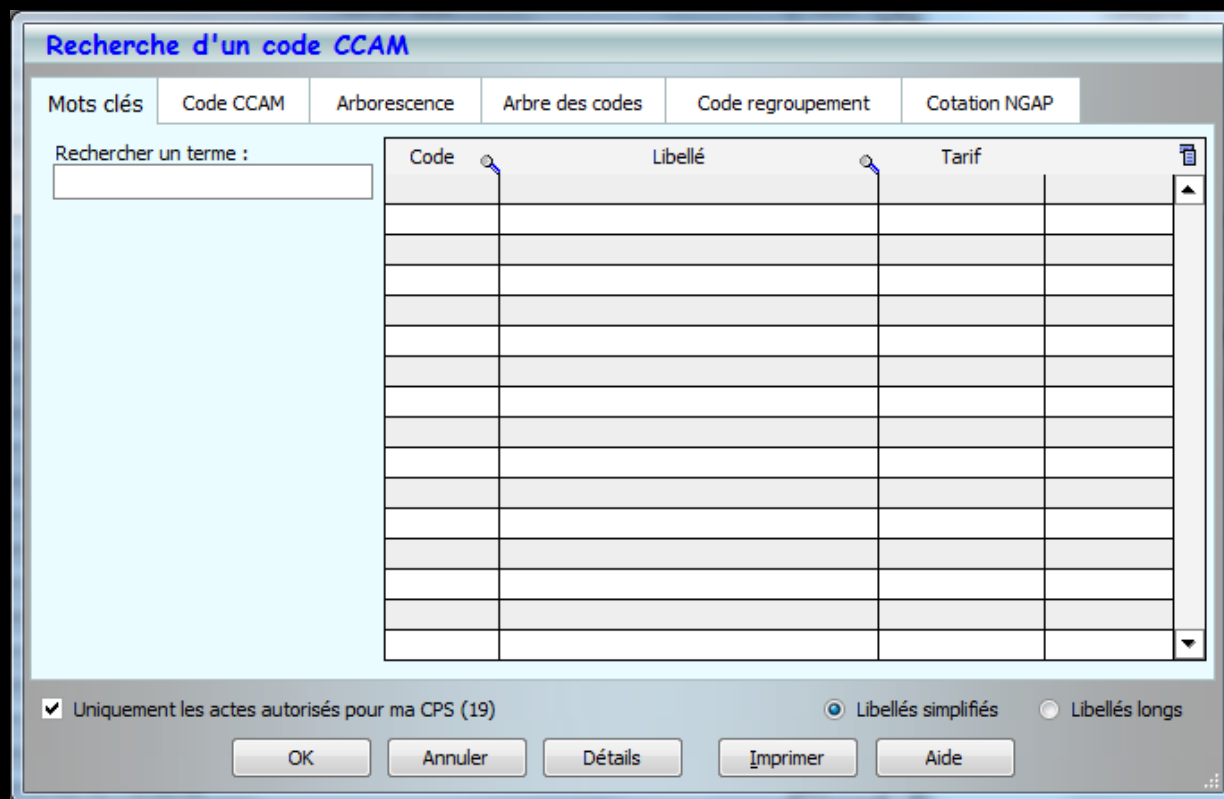 Recherche d'un code CCAM
Mots clés Code CCAM Arborescence Arbre des codes Code regroupement Cotation NGAP
Rechercher un terme :
Code Libellé Tarif
Uniquement les actes autorisés pour ma CPS (19) Libellés simplifiés Libellés longs
OK Annuler Détails Imprimer Aide